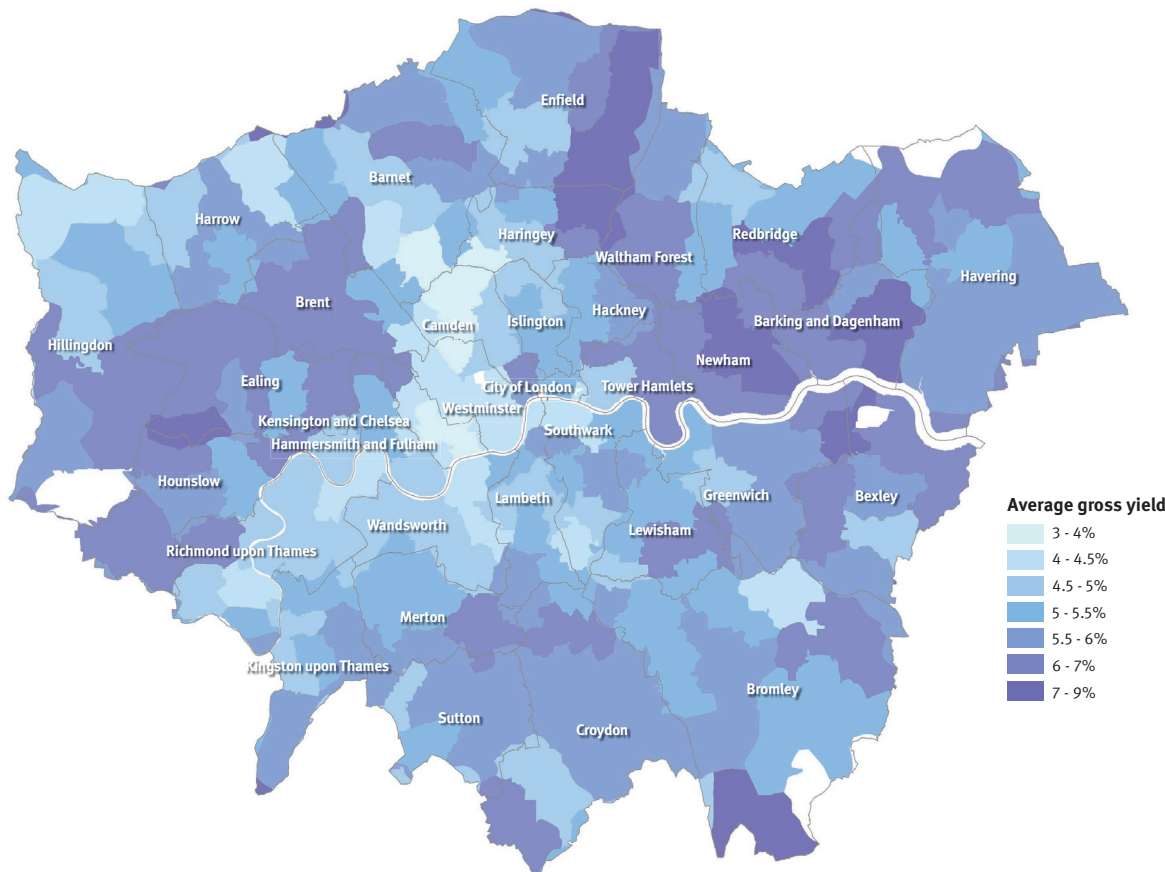 Enfield
Barnet
Harrow
Haringey
Redbridge
Waltham Forest
Havering
Brent
Hackney
Islington
Camden
Barking and Dagenham
Hillingdon
Newham
Ealing
City of London
Tower Hamlets
Westminster
Kensington and Chelsea
Southwark
Hammersmith and Fulham
Hounslow
Lambeth
Greenwich
Bexley
Wandsworth
Lewisham
Richmond upon Thames
Merton
Kingston upon Thames
Bromley
Sutton
Croydon
Average gross yield
3 - 4%
4 - 4.5%
4.5 - 5%
5 - 5.5%
5.5 - 6%
6 - 7%
7 - 9%